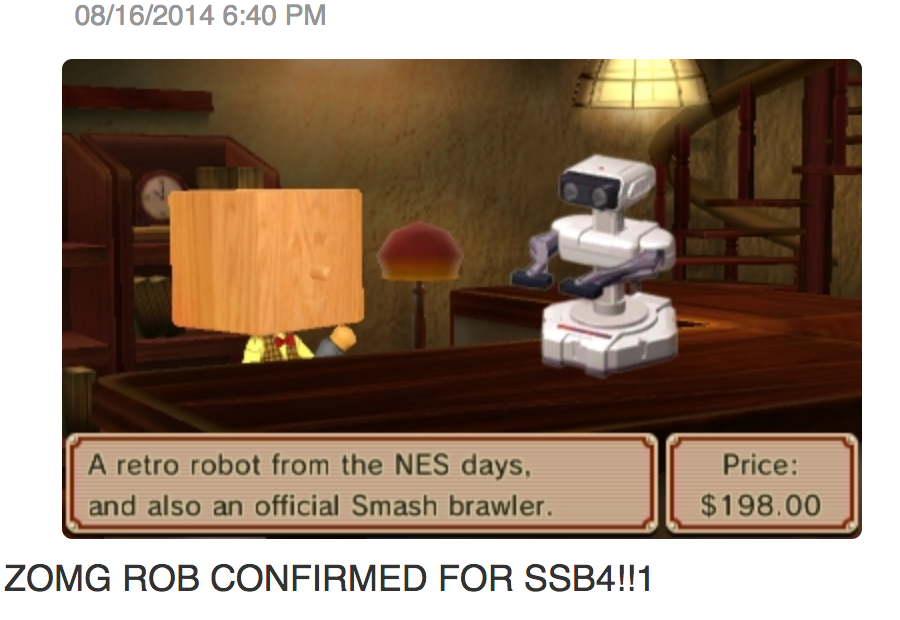 08/16/2014 6:40 PM
A retro robot from the NES days,
and also an official Smash brawler.
Price:
$198.00
ZOMG ROB CONFIRMED FOR SSB4!!1